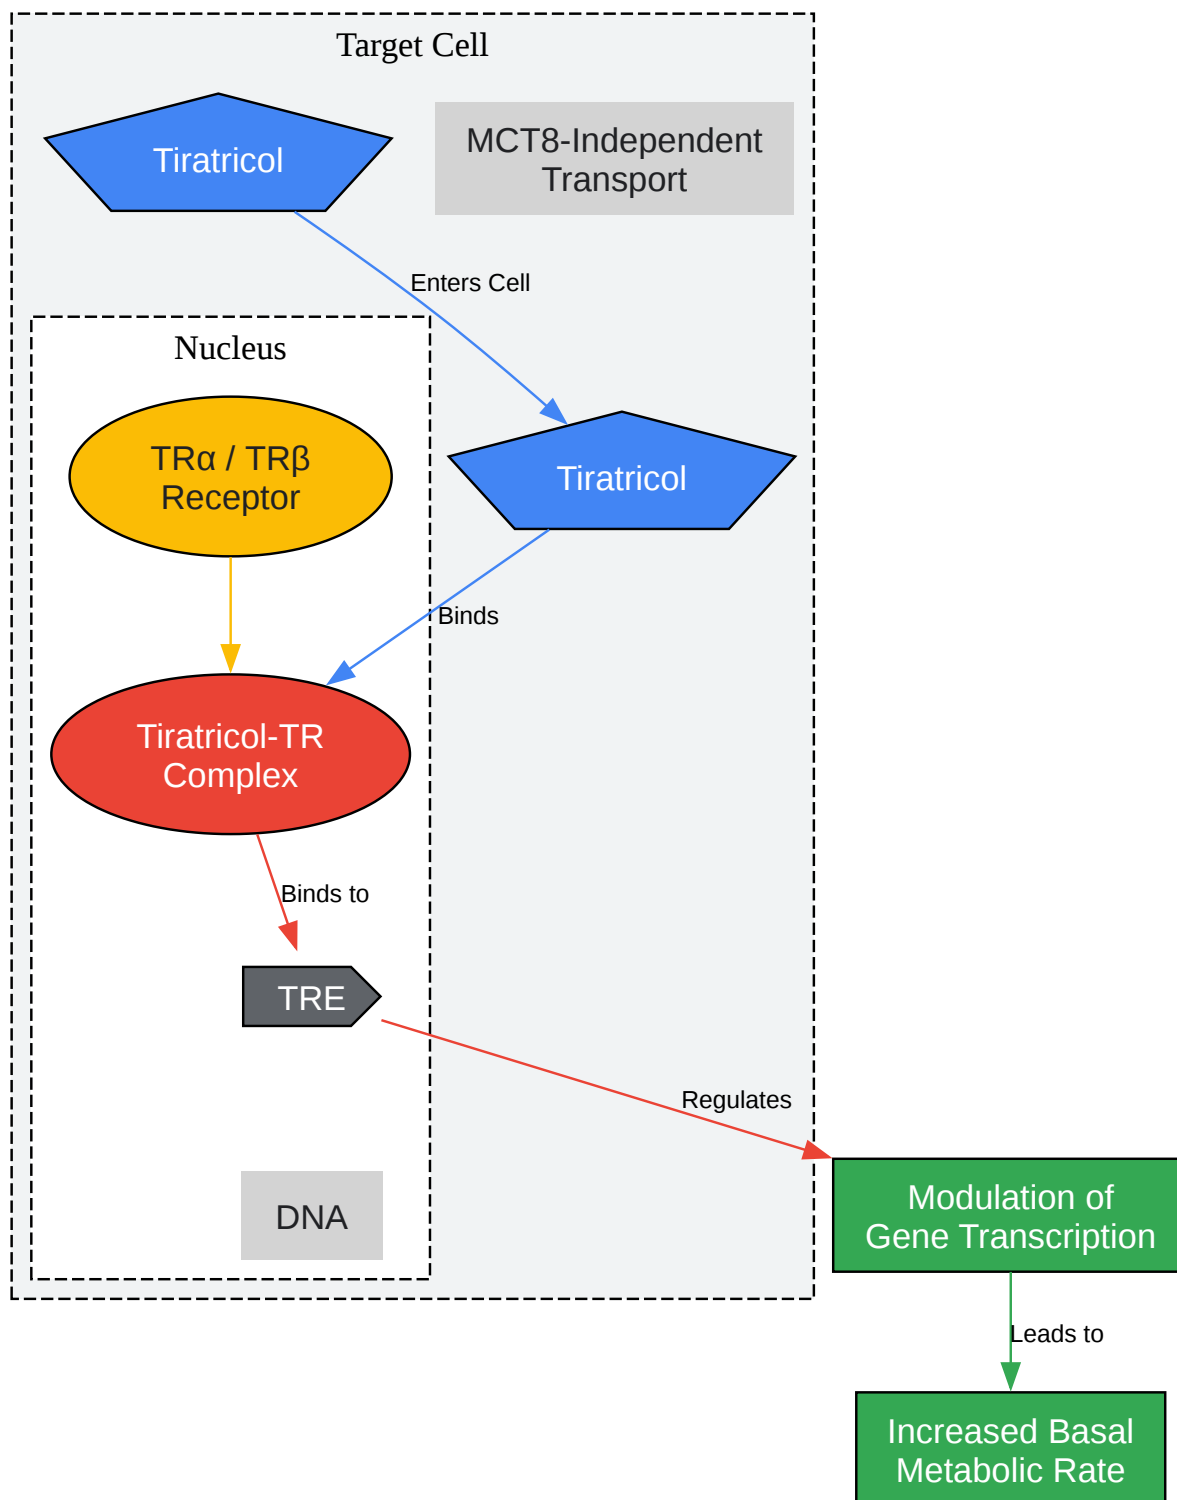 Target Cell
Tiratricol
MCT8-Independent
Transport
Enters Cell
Nucleus
TRα / TRβ
Receptor
Tiratricol
Binds
Tiratricol-TR
Complex
Binds to
TRE
Regulates
DNA
Modulation of
Gene Transcription
Leads to
Increased Basal
Metabolic Rate